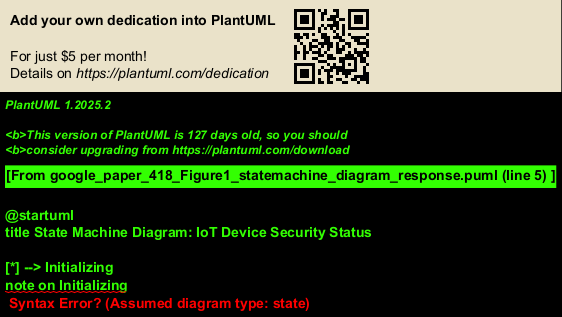 Add your own dedication into PlantUML
For just $5 per month!
Details on https://plantuml.com/dedication
PlantUML 1.2025.2
<b>This version of PlantUML is 127 days old, so you should
<b>consider upgrading from https://plantuml.com/download
[From google_paper_418_Figure1_statemachine_diagram_response.puml (line 5) ]
@startuml
title State Machine Diagram: IoT Device Security Status
[*] --> Initializing
note on Initializing
Syntax Error? (Assumed diagram type: state)